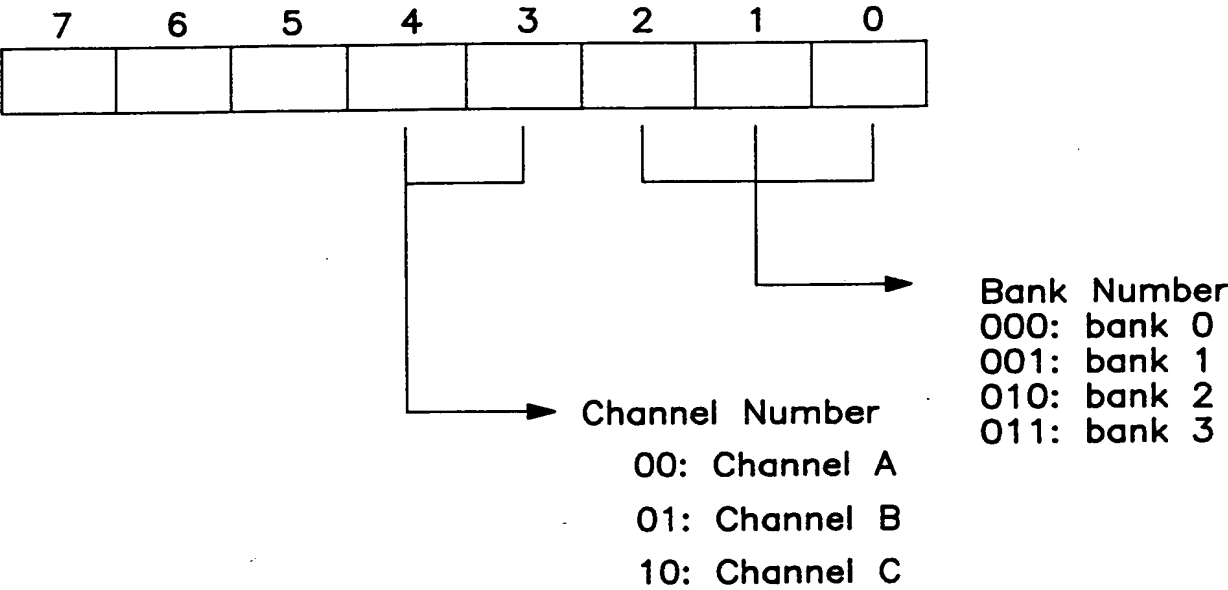 7 6 5 4 3 2 1 0
Bank Number
000: bank 0
001: bank 1
010: bank 2
011: bank 3
Channel Number
00: Channel A
01: Channel B
10: Channel C